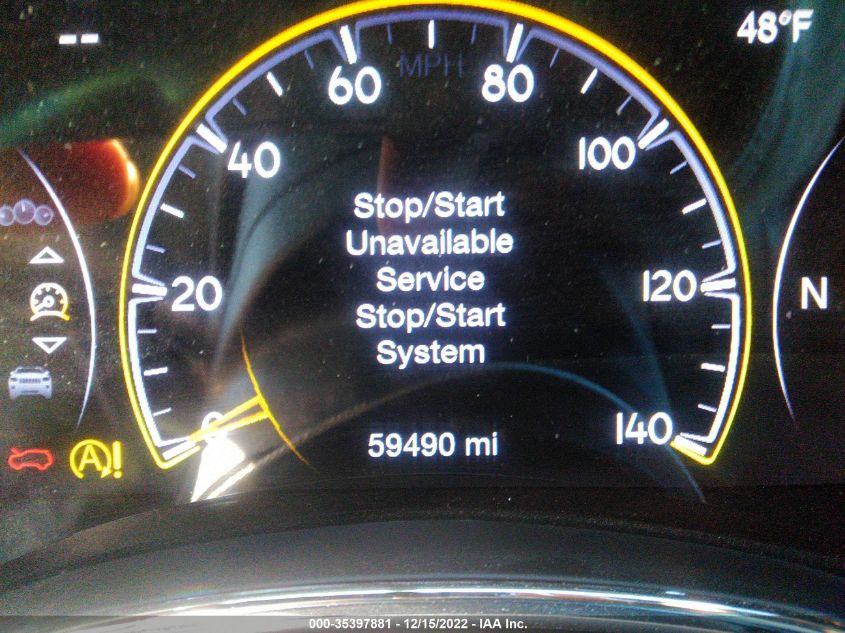 --
48°F
MPH
60
80
40
100
20
120
0
140
Stop/Start
Unavailable
Service
Stop/Start
System
N
A!
59490 mi
000-35397881 - 12/15/2022 - IAA Inc.